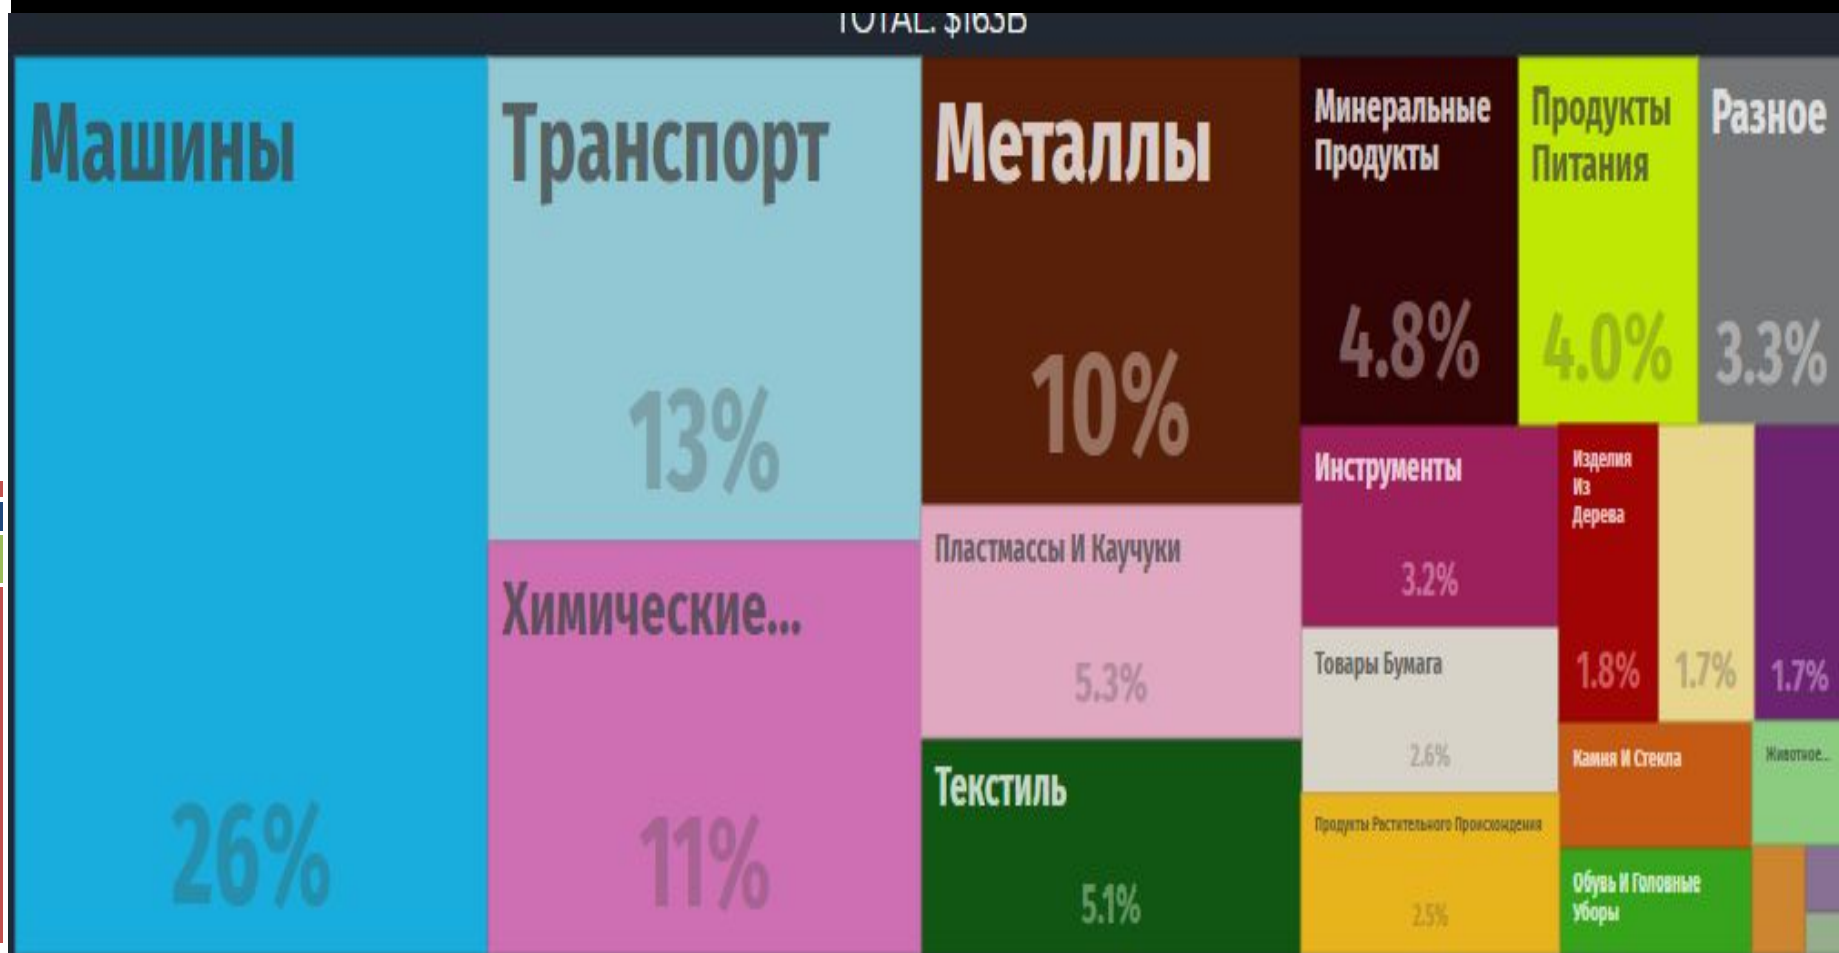 TOTAL: $163B
Машины
26%
Транспорт
13%
Химические...
11%
Металлы
10%
Пластмассы И Каучуки
5.3%
Текстиль
5.1%
Минеральные
Продукты
4.8%
Продукты
Питания
4.0%
Разное
3.3%
Инструменты
3.2%
Товары Бумага
2.6%
Продукты Растительного Происхождения
2.5%
Изделия
Из
Дерева
1.8%
1.7%
1.7%
Камня И Стекла
Животное...
Обувь И Головные
Уборы